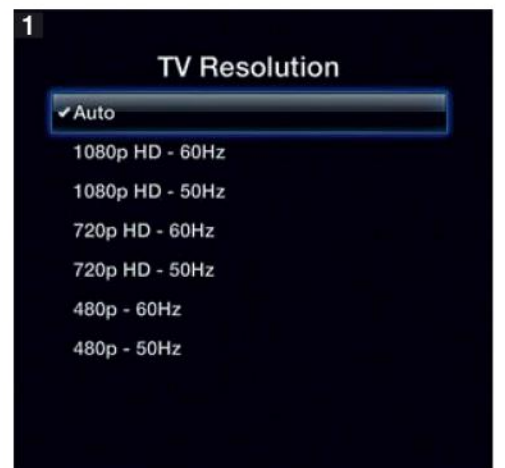 1
TV Resolution
✔Auto
1080p HD - 60Hz
1080p HD - 50Hz
720p HD - 60Hz
720p HD - 50Hz
480p - 60Hz
480p - 50Hz